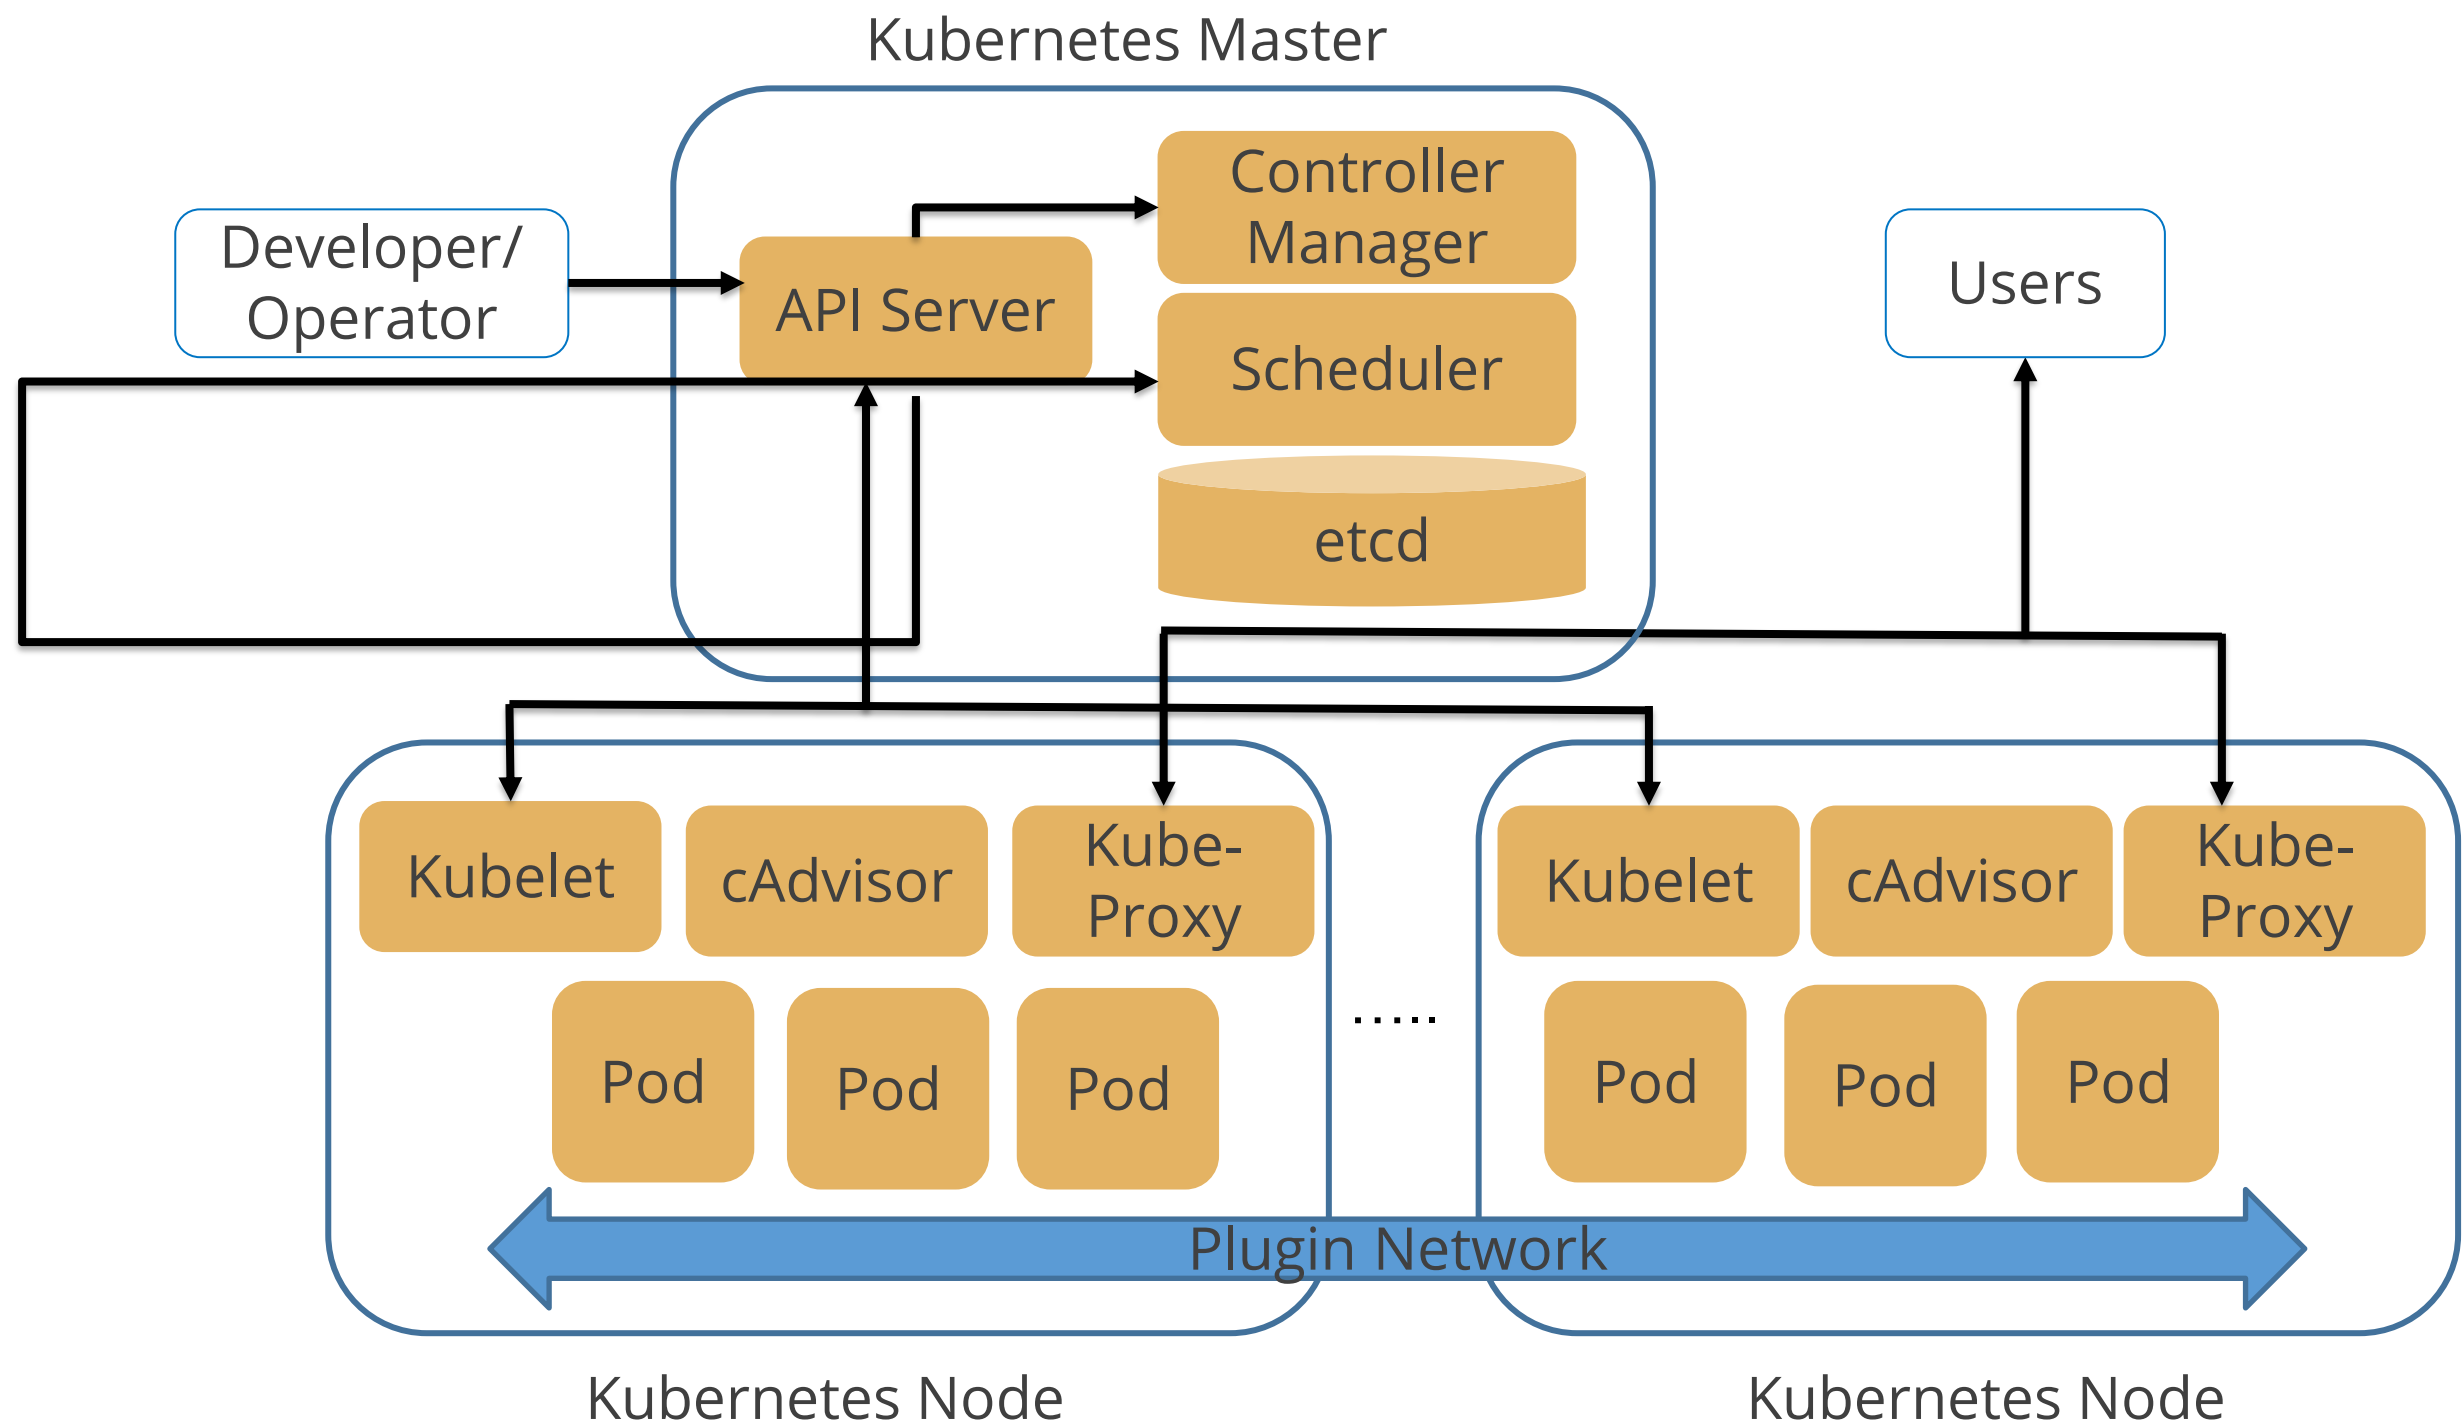 Kubernetes Master
Developer/
Operator
API Server
Controller
Manager
Scheduler
etcd
Users
Kubelet
cAdvisor
Kube-
Proxy
Pod
Pod
Pod
.....
Kubelet
cAdvisor
Kube-
Proxy
Pod
Pod
Pod
Plugin Network
Kubernetes Node
Kubernetes Node